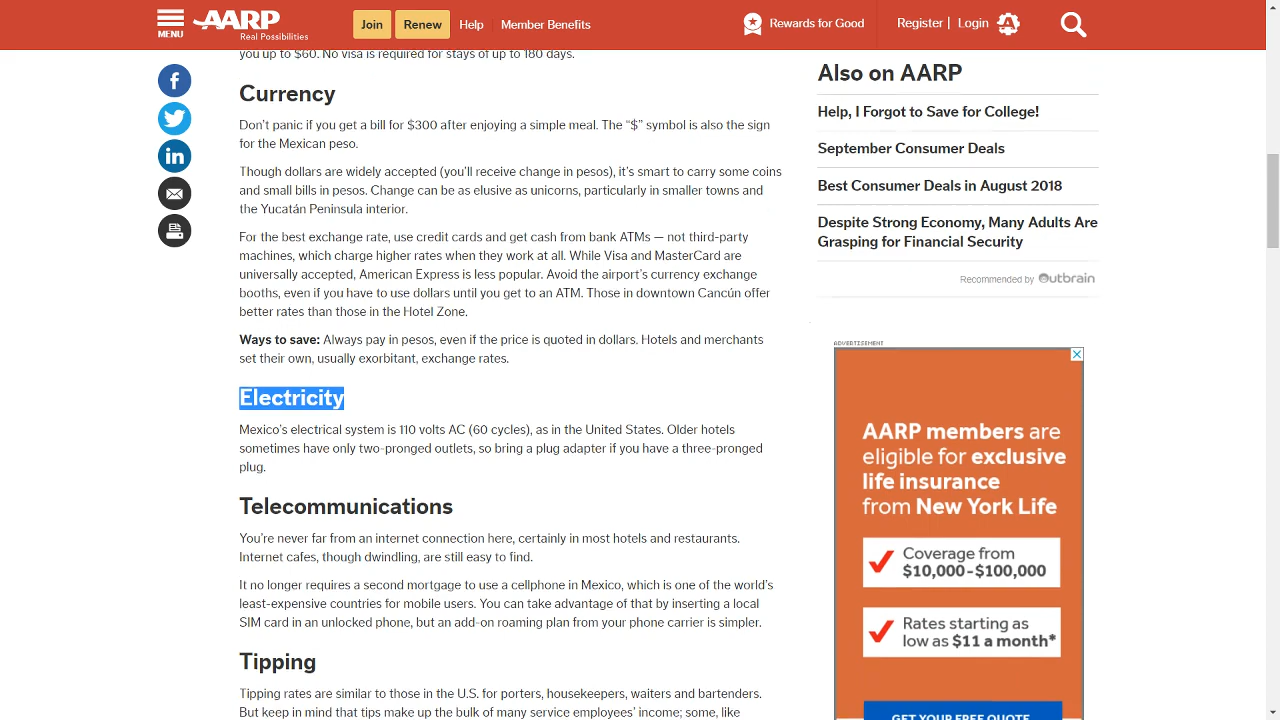 MENU
AARP
Real Possibilities
Join
Renew
Help
Member Benefits
Rewards for Good
Register |
Login
you up to $60. No visa is required for stays of up to 180 days.
Currency
Don’t panic if you get a bill for $300 after enjoying a simple meal. The “$” symbol is also the sign
for the Mexican peso.
Though dollars are widely accepted (you’ll receive change in pesos), it’s smart to carry some coins
and small bills in pesos. Change can be as elusive as unicorns, particularly in smaller towns and
the Yucatán Peninsula interior.
For the best exchange rate, use credit cards and get cash from bank ATMs — not third-party
machines, which charge higher rates when they work at all. While Visa and MasterCard are
universally accepted, American Express is less popular. Avoid the airport’s currency exchange
booths, even if you have to use dollars until you get to an ATM. Those in downtown Cancún offer
better rates than those in the Hotel Zone.
Ways to save: Always pay in pesos, even if the price is quoted in dollars. Hotels and merchants
set their own, usually exorbitant, exchange rates.
Electricity
Mexico’s electrical system is 110 volts AC (60 cycles), as in the United States. Older hotels
sometimes have only two-pronged outlets, so bring a plug adapter if you have a three-pronged
plug.
Telecommunications
You’re never far from an internet connection here, certainly in most hotels and restaurants.
Internet cafes, though dwindling, are still easy to find.
It no longer requires a second mortgage to use a cellphone in Mexico, which is one of the world’s
least-expensive countries for mobile users. You can take advantage of that by inserting a local
SIM card in an unlocked phone, but an add-on roaming plan from your phone carrier is simpler.
Tipping
Tipping rates are similar to those in the U.S. for porters, housekeepers, waiters and bartenders.
But keep in mind that tips make up the bulk of many service employees’ income; some, like
Also on AARP
Help, I Forgot to Save for College!
September Consumer Deals
Best Consumer Deals in August 2018
Despite Strong Economy, Many Adults Are
Grasping for Financial Security
Recommended by Outbrain
ADVERTISEMENT
AARP members are
eligible for exclusive
life insurance
from New York Life
Coverage from
$10,000-$100,000
Rates starting as
low as $11 a month*
GET YOUR FREE QUOTE